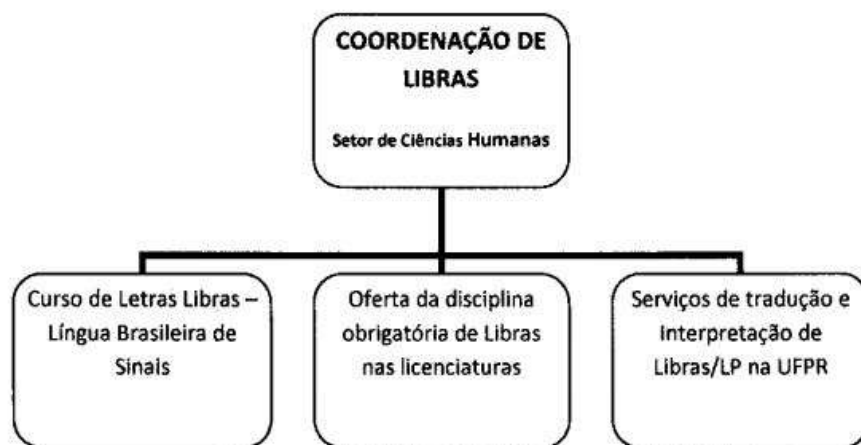 COORDENAÇÃO DE
LIBRAS
Setor de Ciências Humanas
Curso de Letras Libras –
Língua Brasileira de
Sinais
Oferta da disciplina
obrigatória de Libras
nas licenciaturas
Serviços de tradução e
Interpretação de
Libras/LP na UFPR